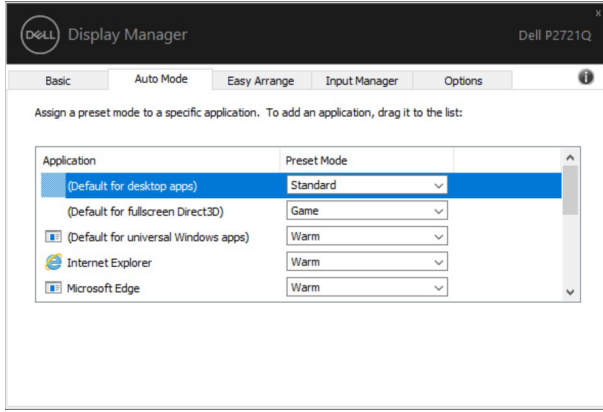 DELL Display Manager
x
Dell P2721Q
Basic Auto Mode Easy Arrange Input Manager Options
Assign a preset mode to a specific application. To add an application, drag it to the list:
Application Preset Mode
(Default for desktop apps) Standard
(Default for fullscreen Direct3D) Game
(Default for universal Windows apps) Warm
Internet Explorer Warm
Microsoft Edge Warm